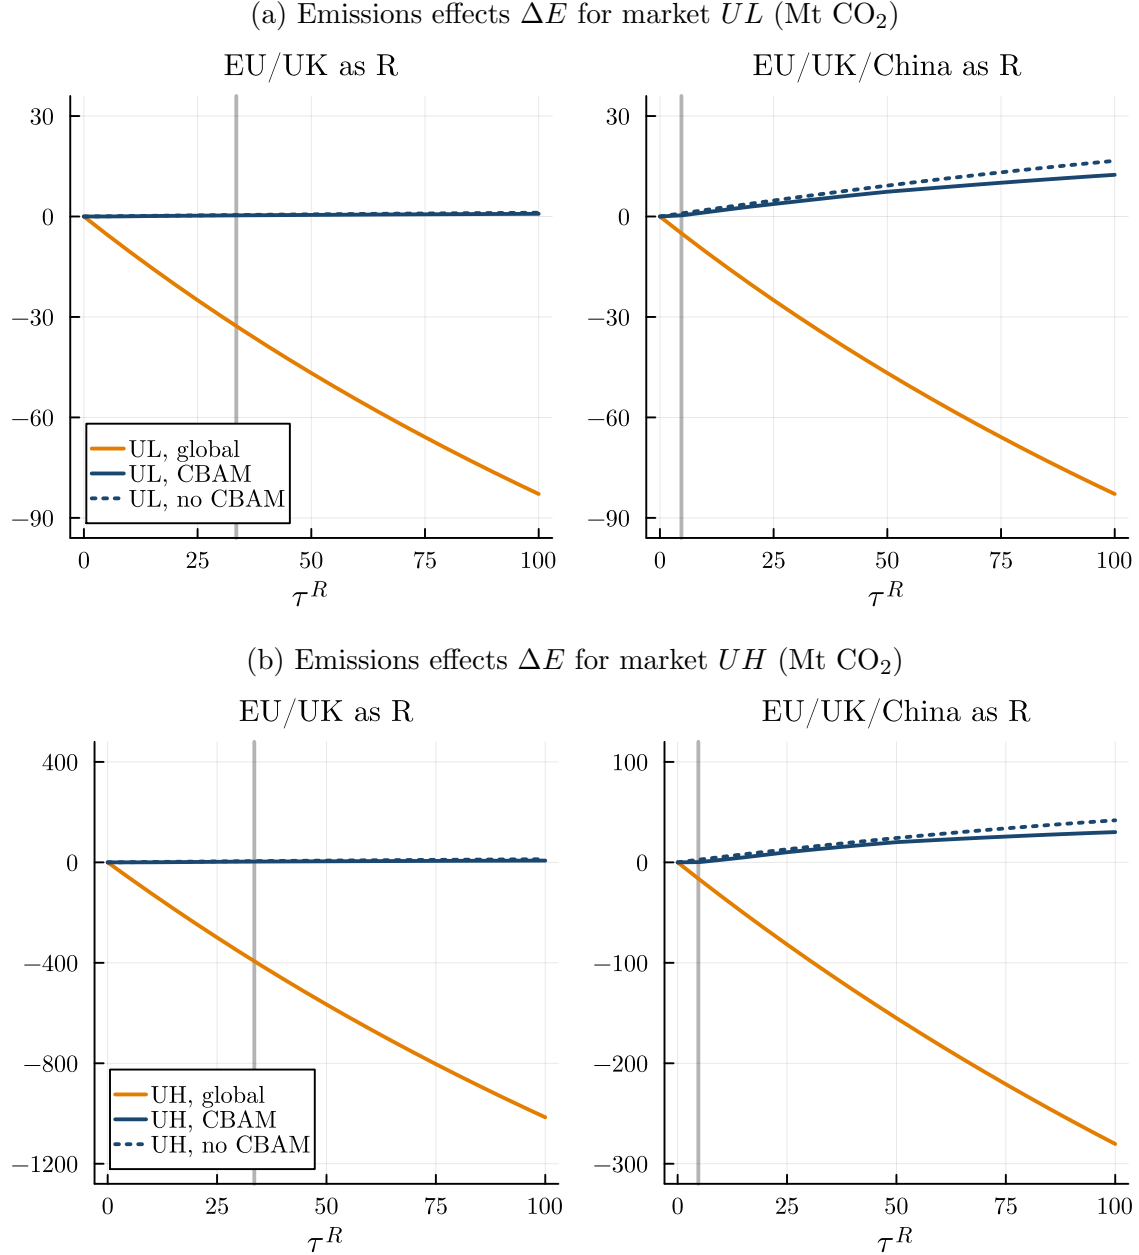 (a) Emissions effects ΔE for market UL (Mt CO₂)
EU/UK as R
EU/UK/China as R
30
0
−30
−60
−90
UL, global
UL, CBAM
UL, no CBAM
0 25 50 75 100
τ^R
30
0
−30
−60
−90
0 25 50 75 100
τ^R
(b) Emissions effects ΔE for market UH (Mt CO₂)
EU/UK as R
EU/UK/China as R
400
0
−400
−800
−1200
UH, global
UH, CBAM
UH, no CBAM
0 25 50 75 100
τ^R
100
0
−100
−200
−300
0 25 50 75 100
τ^R